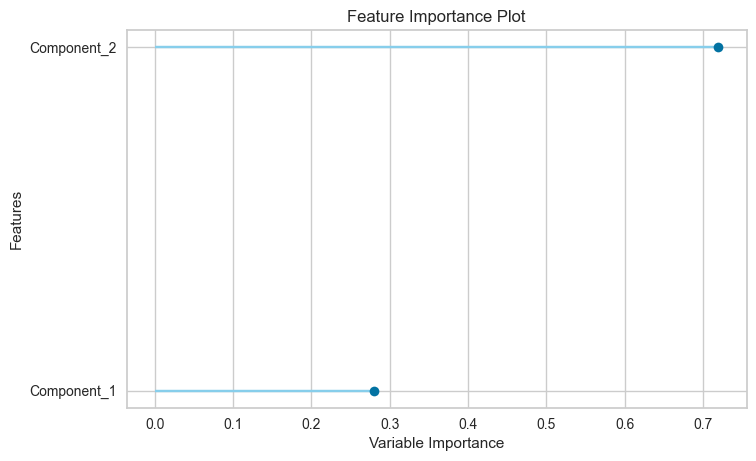 Feature Importance Plot
Component_2
Features
Component_1
0.0 0.1 0.2 0.3 0.4 0.5 0.6 0.7
Variable Importance